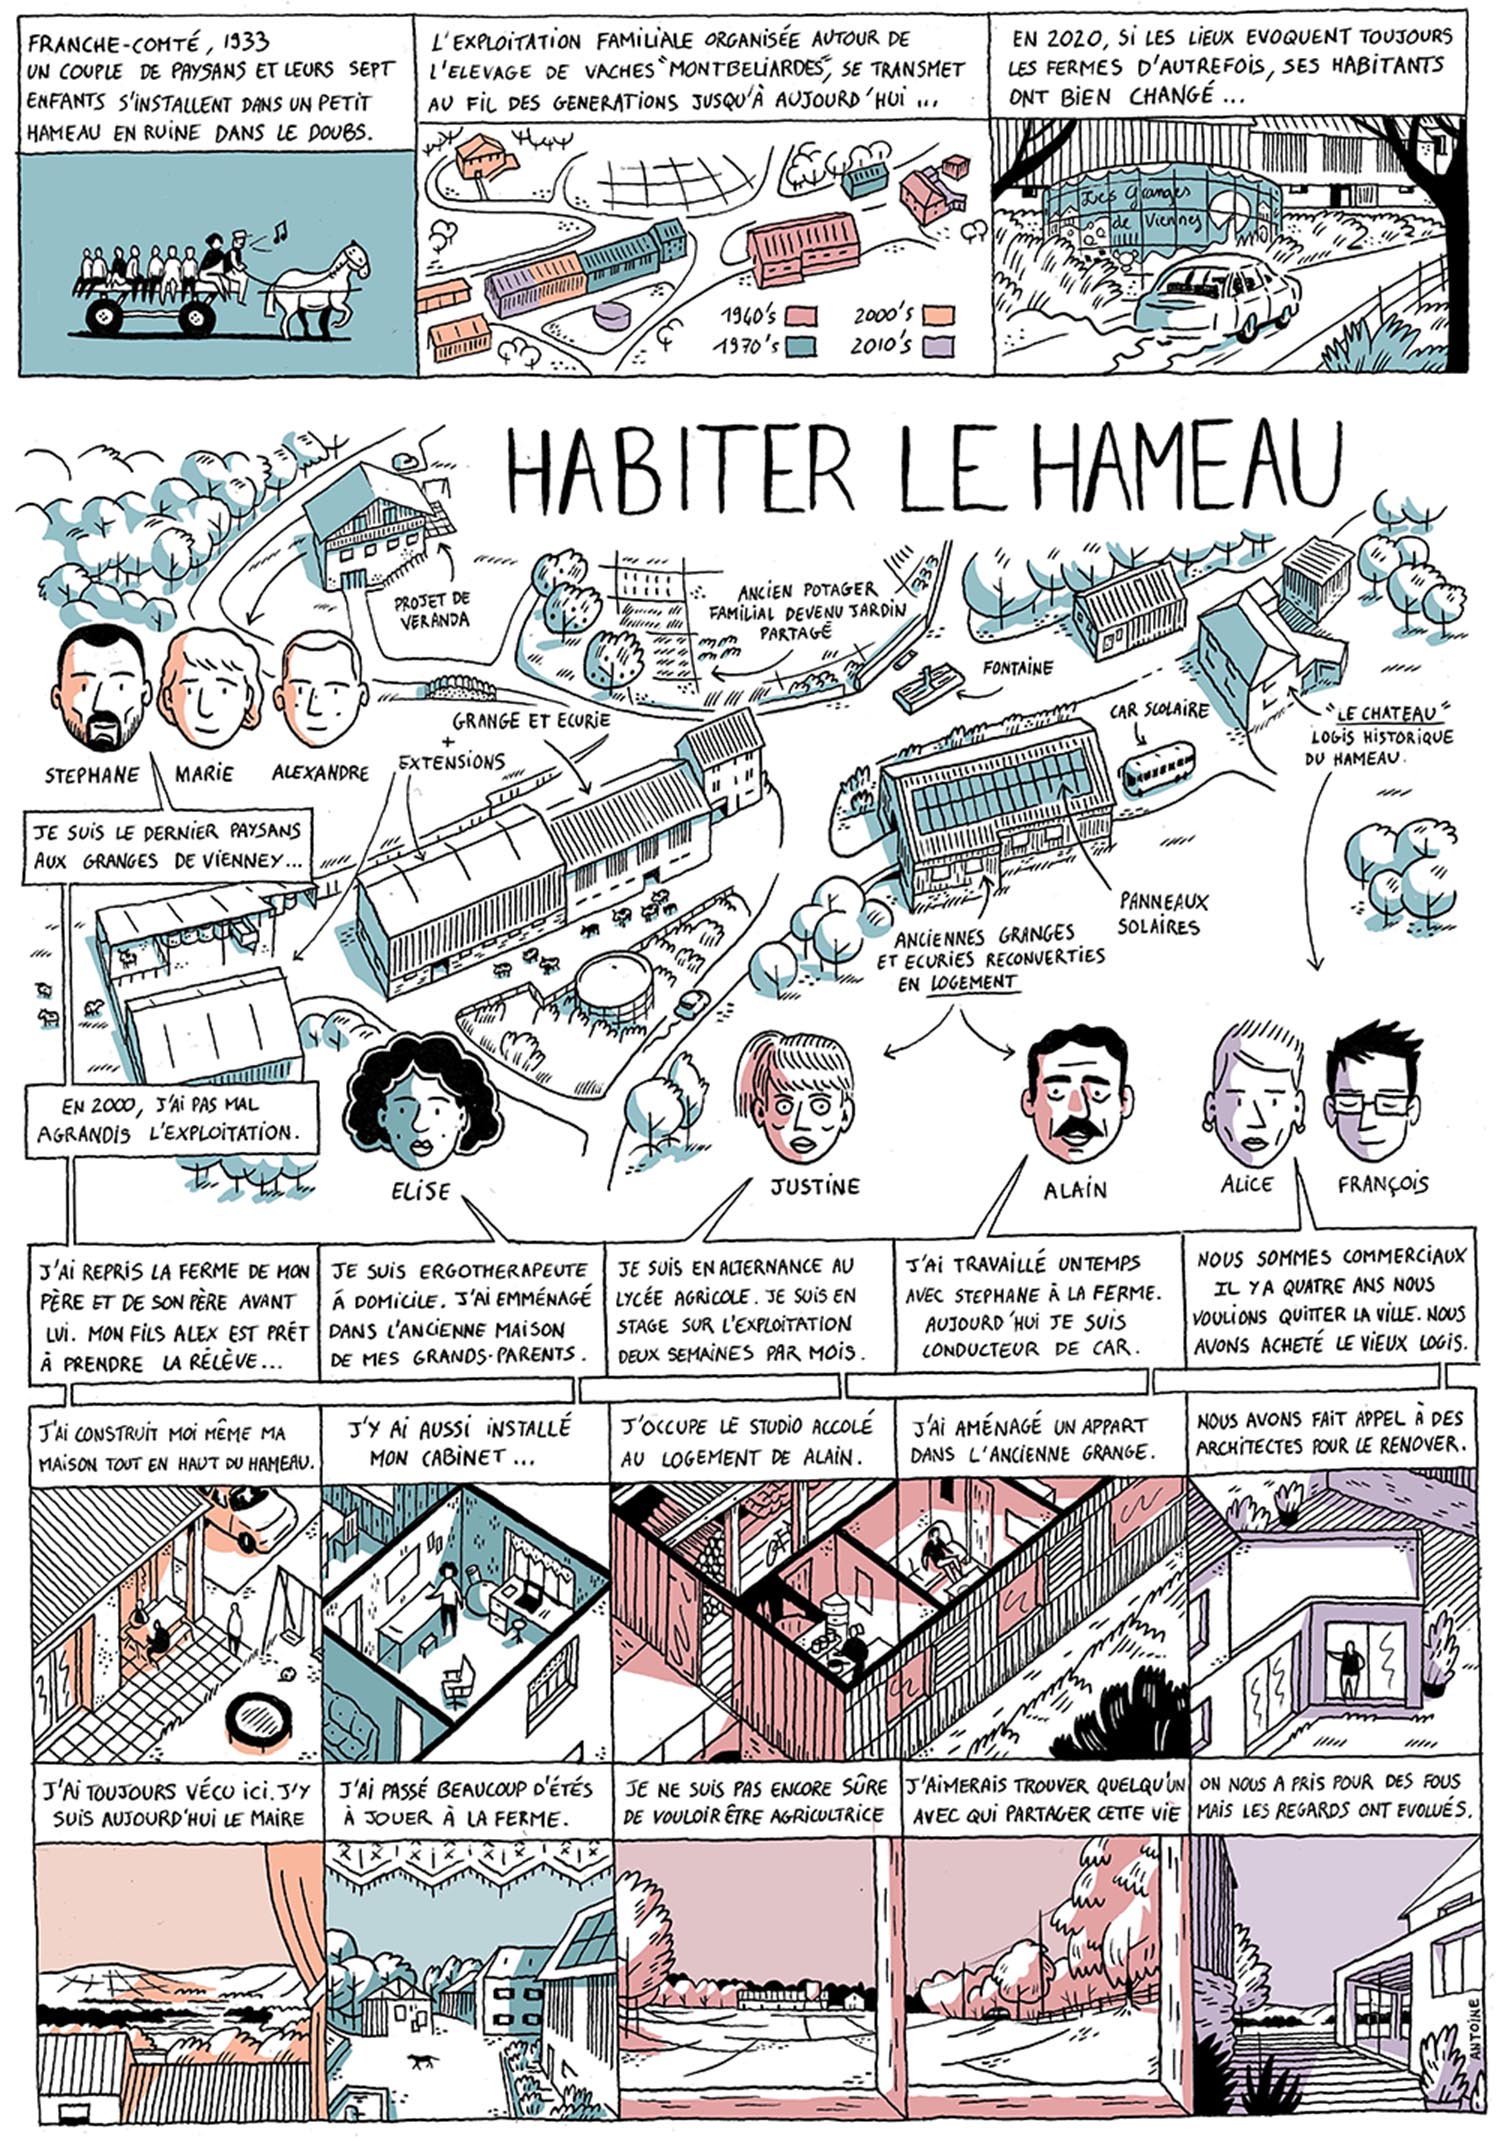 FRANCHE-COMTÉ, 1933
UN COUPLE DE PAYSANS ET LEURS SEPT
ENFANTS S'INSTALLENT DANS UN PETIT
HAMEAU EN RUINE DANS LE DOUBS.
L'EXPLOITATION FAMILIALE ORGANISÉE AUTOUR DE
L'ELEVAGE DE VACHES "MONTBELIARDES", SE TRANSMET
AU FIL DES GENERATIONS JUSQU'À AUJOURD'HUI ...
1940's
2000's
1970's
2010's
EN 2020, SI LES LIEUX EVOQUENT TOUJOURS
LES FERMES D'AUTREFOIS, SES HABITANTS
ONT BIEN CHANGÉ ...
Les Granges
de Vienney
HABITER LE HAMEAU
PROJET DE
VERANDA
ANCIEN POTAGER
FAMILIAL DEVENU JARDIN
PARTAGÉ
FONTAINE
CAR SCOLAIRE
"LE CHATEAU"
LOGIS HISTORIQUE
DU HAMEAU.
GRANGE ET ECURIE
+
EXTENSIONS
STEPHANE
MARIE
ALEXANDRE
JE SUIS LE DERNIER PAYSANS
AUX GRANGES DE VIENNEY...
PANNEAUX
SOLAIRES
ANCIENNES GRANGES
ET ECURIES RECONVERTIES
EN LOGEMENT
EN 2000, J'AI PAS MAL
AGRANDIS L'EXPLOITATION.
ELISE
JUSTINE
ALAIN
ALICE
FRANÇOIS
J'AI REPRIS LA FERME DE MON
PÈRE ET DE SON PÈRE AVANT
LUI. MON FILS ALEX EST PRÊT
À PRENDRE LA RÉLÈVE...
JE SUIS ERGOTHERAPEUTE
Á DOMICILE. J'AI EMMÉNAGÉ
DANS L'ANCIENNE MAISON
DE MES GRANDS-PARENTS.
JE SUIS EN ALTERNANCE AU
LYCÉE AGRICOLE. JE SUIS EN
STAGE SUR L'EXPLOITATION
DEUX SEMAINES PAR MOIS.
J'AI TRAVAILLÉ UN TEMPS
AVEC STEPHANE À LA FERME.
AUJOURD'HUI JE SUIS
CONDUCTEUR DE CAR.
NOUS SOMMES COMMERCIAUX
IL Y A QUATRE ANS NOUS
VOULIONS QUITTER LA VILLE. NOUS
AVONS ACHETÉ LE VIEUX LOGIS.
J'AI CONSTRUIT MOI MÊME MA
MAISON TOUT EN HAUT DU HAMEAU.
J'Y AI AUSSI INSTALLÉ
MON CABINET ...
J'OCCUPE LE STUDIO ACCOLÉ
AU LOGEMENT DE ALAIN.
J'AI AMÉNAGÉ UN APPART
DANS L'ANCIENNE GRANGE.
NOUS AVONS FAIT APPEL À DES
ARCHITECTES POUR LE RENOVER.
J'AI TOUJOURS VÉCU ICI. J'Y
SUIS AUJOURD'HUI LE MAIRE
J'AI PASSÉ BEAUCOUP D'ÉTÉS
À JOUER À LA FERME.
JE NE SUIS PAS ENCORE SÛRE
DE VOULOIR ÊTRE AGRICULTRICE
J'AIMERAIS TROUVER QUELQU'UN
AVEC QUI PARTAGER CETTE VIE
ON NOUS A PRIS POUR DES FOUS
MAIS LES REGARDS ONT EVOLUÉS.
ANTOINE